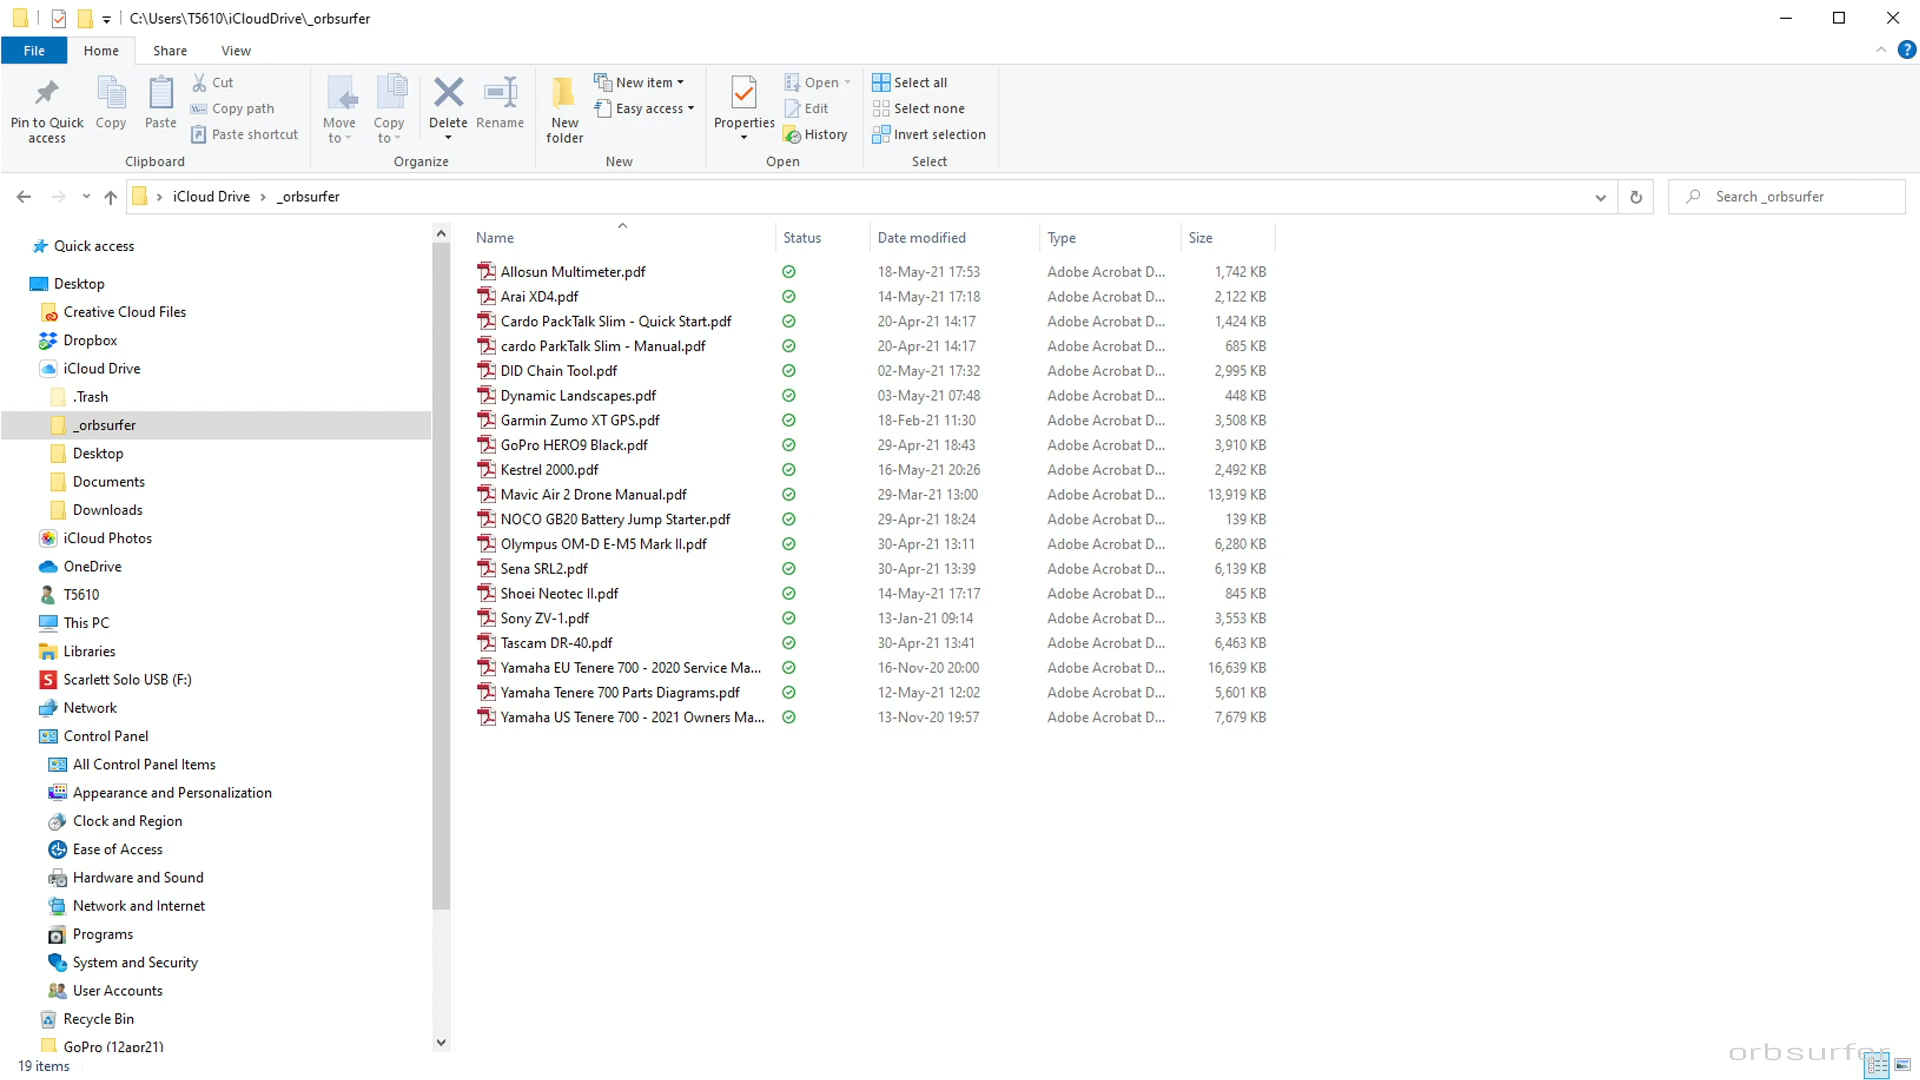 C:\Users\T5610\iCloudDrive\_orbsurfer
File Home Share View
Pin to Quick access
Copy
Paste
Cut
Copy path
Paste shortcut
Clipboard
Move to
Copy to
Delete
Rename
Organize
New folder
New item
Easy access
New
Properties
Open
Edit
History
Open
Select all
Select none
Invert selection
Select
iCloud Drive > _orbsurfer
Search _orbsurfer
Quick access
Desktop
Creative Cloud Files
Dropbox
iCloud Drive
.Trash
_orbsurfer
Desktop
Documents
Downloads
iCloud Photos
OneDrive
T5610
This PC
Libraries
Scarlett Solo USB (F:)
Network
Control Panel
All Control Panel Items
Appearance and Personalization
Clock and Region
Ease of Access
Hardware and Sound
Network and Internet
Programs
System and Security
User Accounts
Recycle Bin
GoPro (12apr21)
Name Status Date modified Type Size
Allosun Multimeter.pdf 18-May-21 17:53 Adobe Acrobat D... 1,742 KB
Arai XD4.pdf 14-May-21 17:18 Adobe Acrobat D... 2,122 KB
Cardo PackTalk Slim - Quick Start.pdf 20-Apr-21 14:17 Adobe Acrobat D... 1,424 KB
cardo ParkTalk Slim - Manual.pdf 20-Apr-21 14:17 Adobe Acrobat D... 685 KB
DID Chain Tool.pdf 02-May-21 17:32 Adobe Acrobat D... 2,995 KB
Dynamic Landscapes.pdf 03-May-21 07:48 Adobe Acrobat D... 448 KB
Garmin Zumo XT GPS.pdf 18-Feb-21 11:30 Adobe Acrobat D... 3,508 KB
GoPro HERO9 Black.pdf 29-Apr-21 18:43 Adobe Acrobat D... 3,910 KB
Kestrel 2000.pdf 16-May-21 20:26 Adobe Acrobat D... 2,492 KB
Mavic Air 2 Drone Manual.pdf 29-Mar-21 13:00 Adobe Acrobat D... 13,919 KB
NOCO GB20 Battery Jump Starter.pdf 29-Apr-21 18:24 Adobe Acrobat D... 139 KB
Olympus OM-D E-M5 Mark II.pdf 30-Apr-21 13:11 Adobe Acrobat D... 6,280 KB
Sena SRL2.pdf 30-Apr-21 13:39 Adobe Acrobat D... 6,139 KB
Shoei Neotec II.pdf 14-May-21 17:17 Adobe Acrobat D... 845 KB
Sony ZV-1.pdf 13-Jan-21 09:14 Adobe Acrobat D... 3,553 KB
Tascam DR-40.pdf 30-Apr-21 13:41 Adobe Acrobat D... 6,463 KB
Yamaha EU Tenere 700 - 2020 Service Ma... 16-Nov-20 20:00 Adobe Acrobat D... 16,639 KB
Yamaha Tenere 700 Parts Diagrams.pdf 12-May-21 12:02 Adobe Acrobat D... 5,601 KB
Yamaha US Tenere 700 - 2021 Owners Ma... 13-Nov-20 19:57 Adobe Acrobat D... 7,679 KB
19 items
orbsurfer